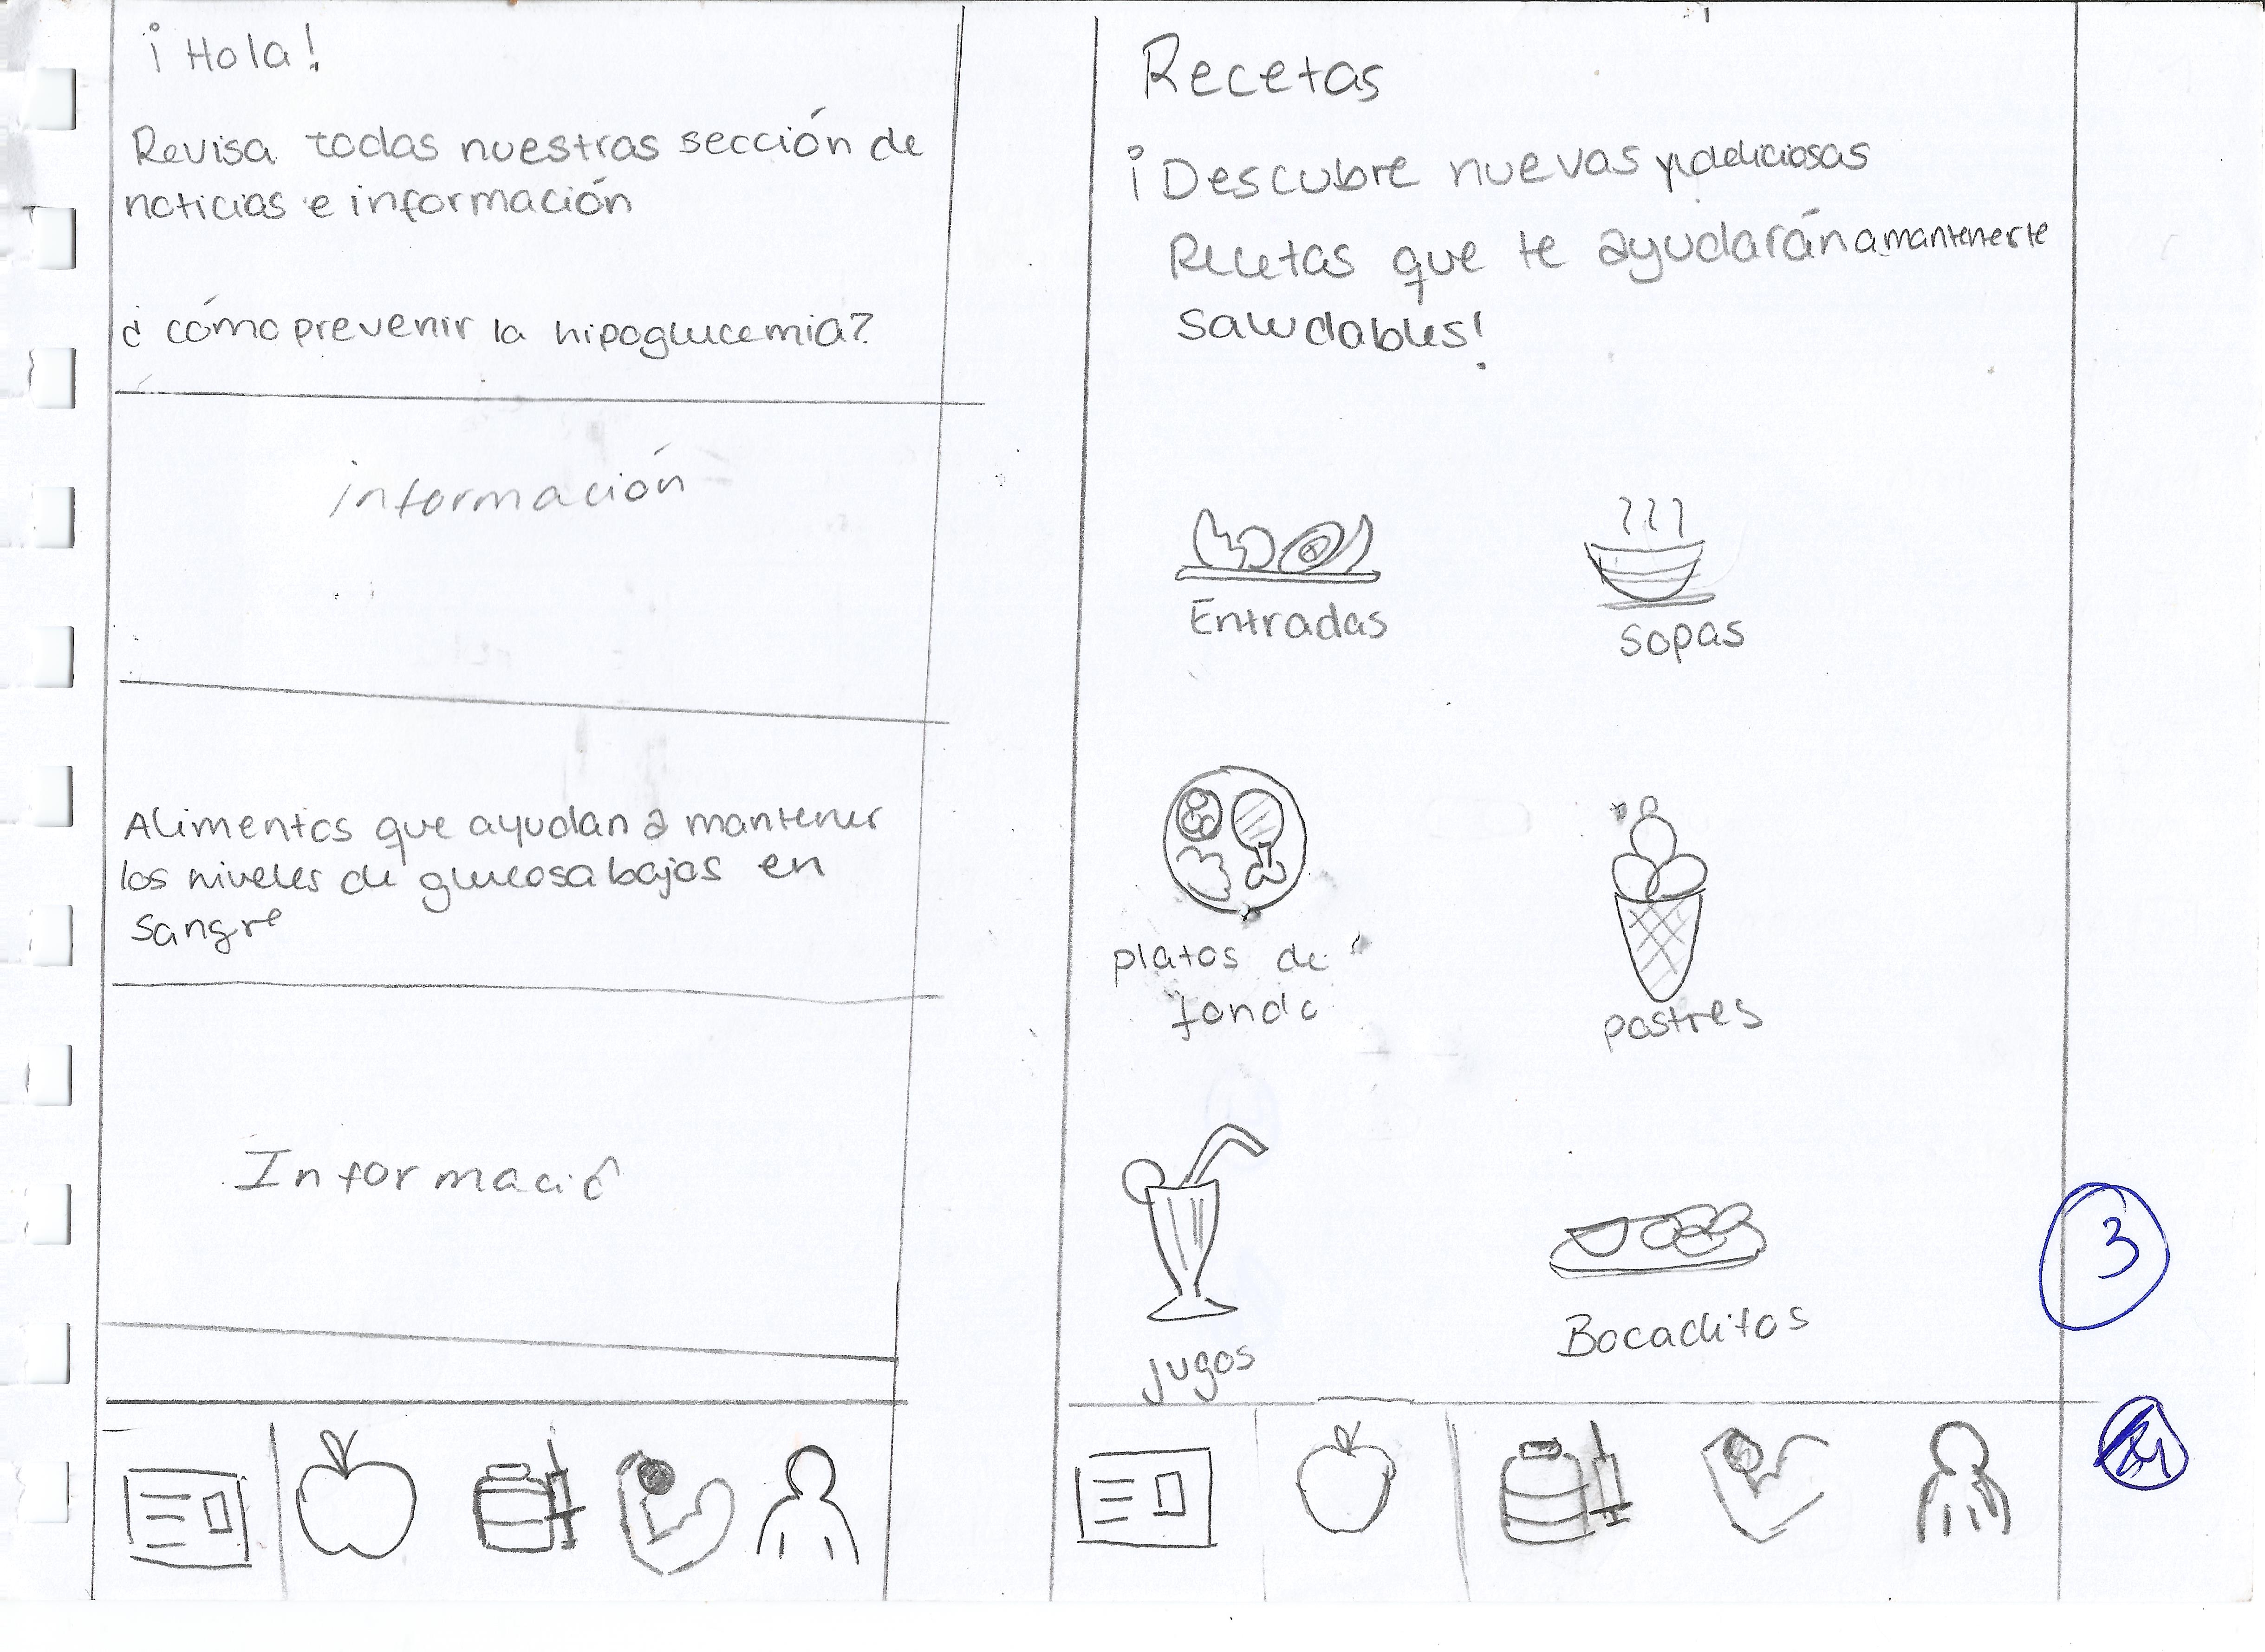 ¡Hola!
Revisa todas nuestras sección de
noticias e información
¿cómo prevenir la hipoglucemia?
información
Alimentos que ayudan a mantener
los niveles de glucosa bajos en
sangre
Informació
Recetas
¡Descubre nuevas y deliciosas
Recetas que te ayudarán a mantenerte
saludables!
Entradas
Sopas
platos de
fondo
postres
jugos
Bocaditos
3